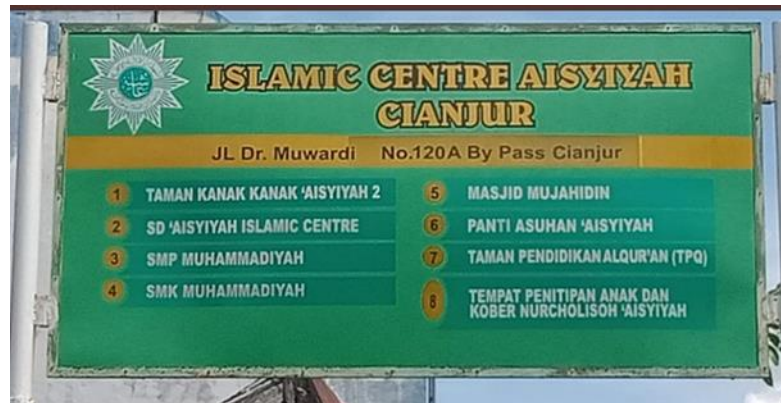 ISLAMIC CENTRE AISYIYAH
CIANJUR
JL Dr. Muwardi No.120A By Pass Cianjur
1 TAMAN KANAK KANAK 'AISYIYAH 2
2 SD 'AISYIYAH ISLAMIC CENTRE
3 SMP MUHAMMADIYAH
4 SMK MUHAMMADIYAH
5 MASJID MUJAHIDIN
6 PANTI ASUHAN 'AISYIYAH
7 TAMAN PENDIDIKAN ALQUR'AN (TPQ)
8 TEMPAT PENITIPAN ANAK DAN
KOBER NURCHOLISOH 'AISYIYAH